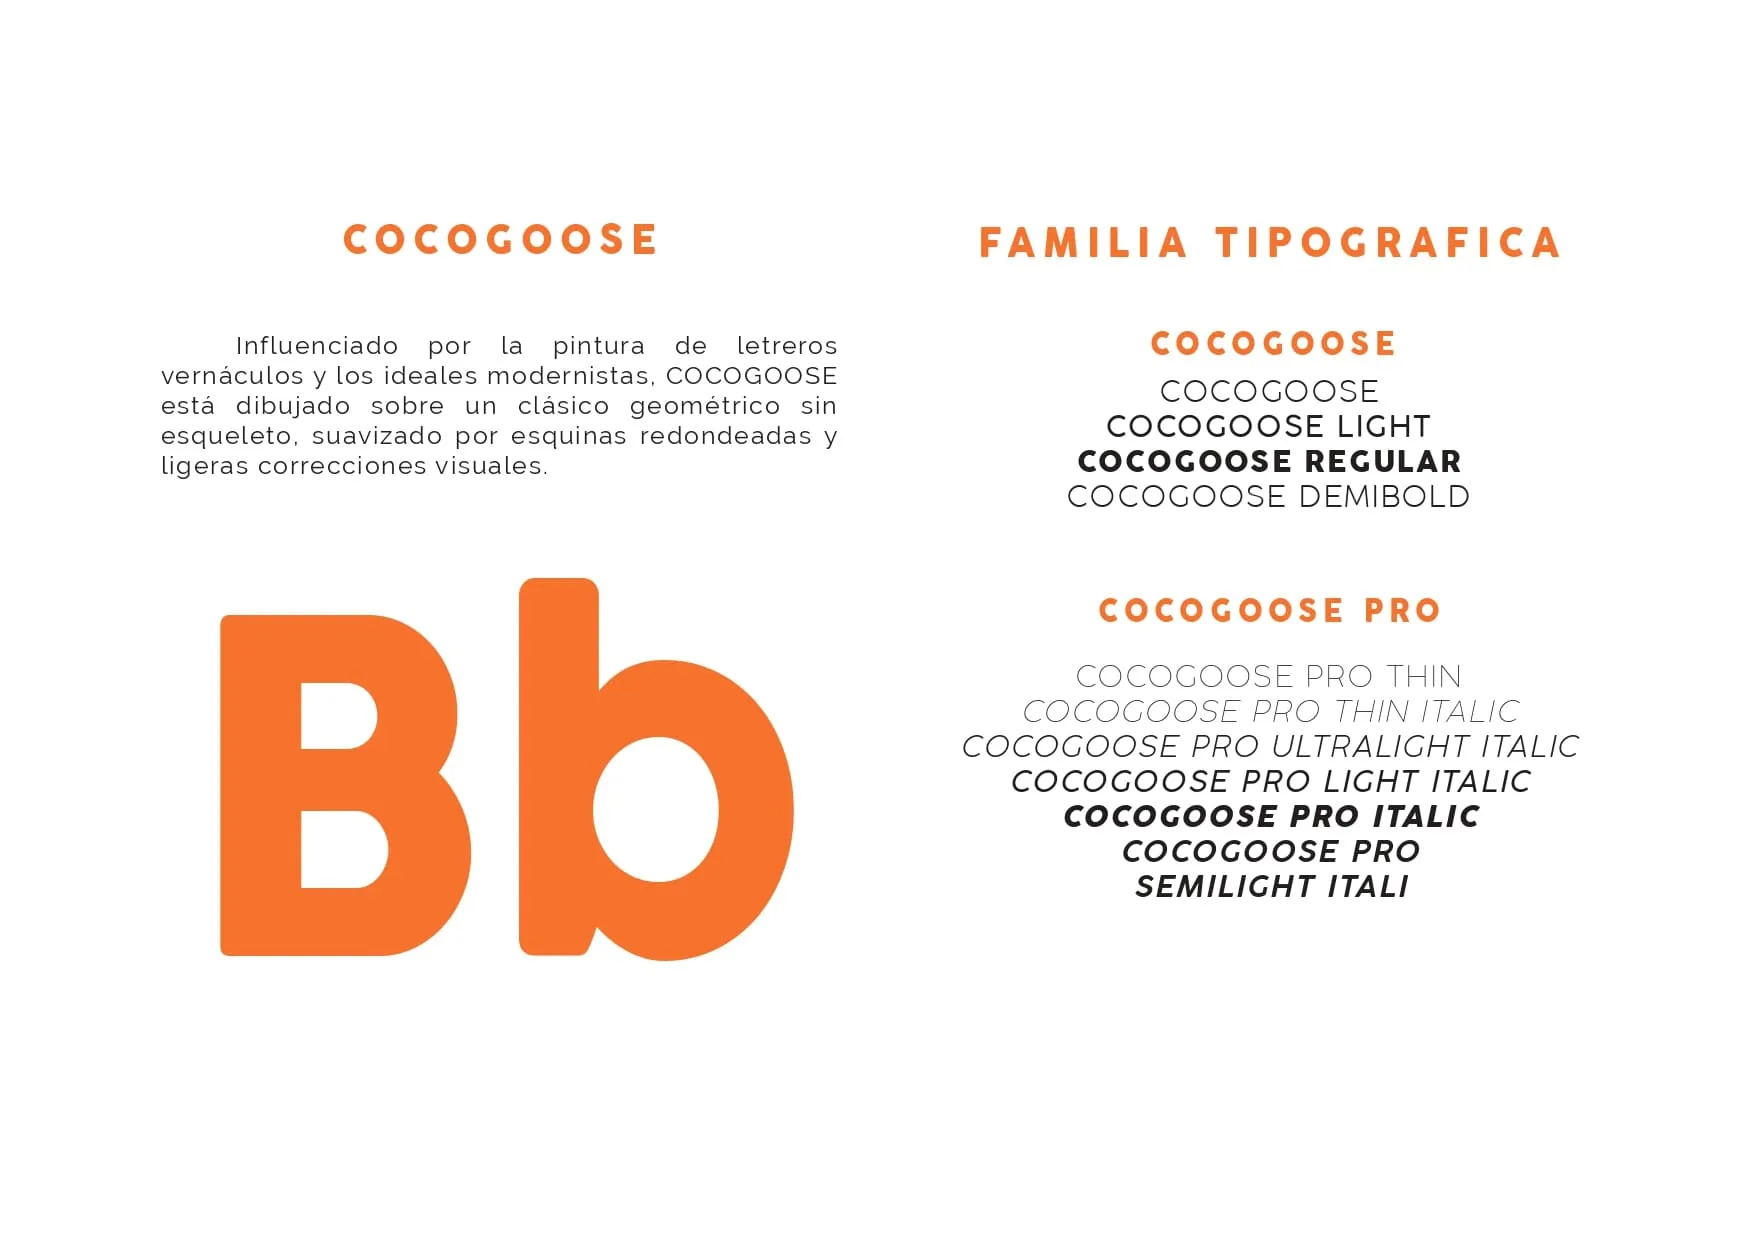 COCOGOOSE
Influenciado por la pintura de letreros
vernáculos y los ideales modernistas, COCOGOOSE
está dibujado sobre un clásico geométrico sin
esqueleto, suavizado por esquinas redondeadas y
ligeras correcciones visuales.
Bb
FAMILIA TIPOGRAFICA
COCOGOOSE
COCOGOOSE
COCOGOOSE LIGHT
COCOGOOSE REGULAR
COCOGOOSE DEMIBOLD
COCOGOOSE PRO
COCOGOOSE PRO THIN
COCOGOOSE PRO THIN ITALIC
COCOGOOSE PRO ULTRALIGHT ITALIC
COCOGOOSE PRO LIGHT ITALIC
COCOGOOSE PRO ITALIC
COCOGOOSE PRO
SEMILIGHT ITALI